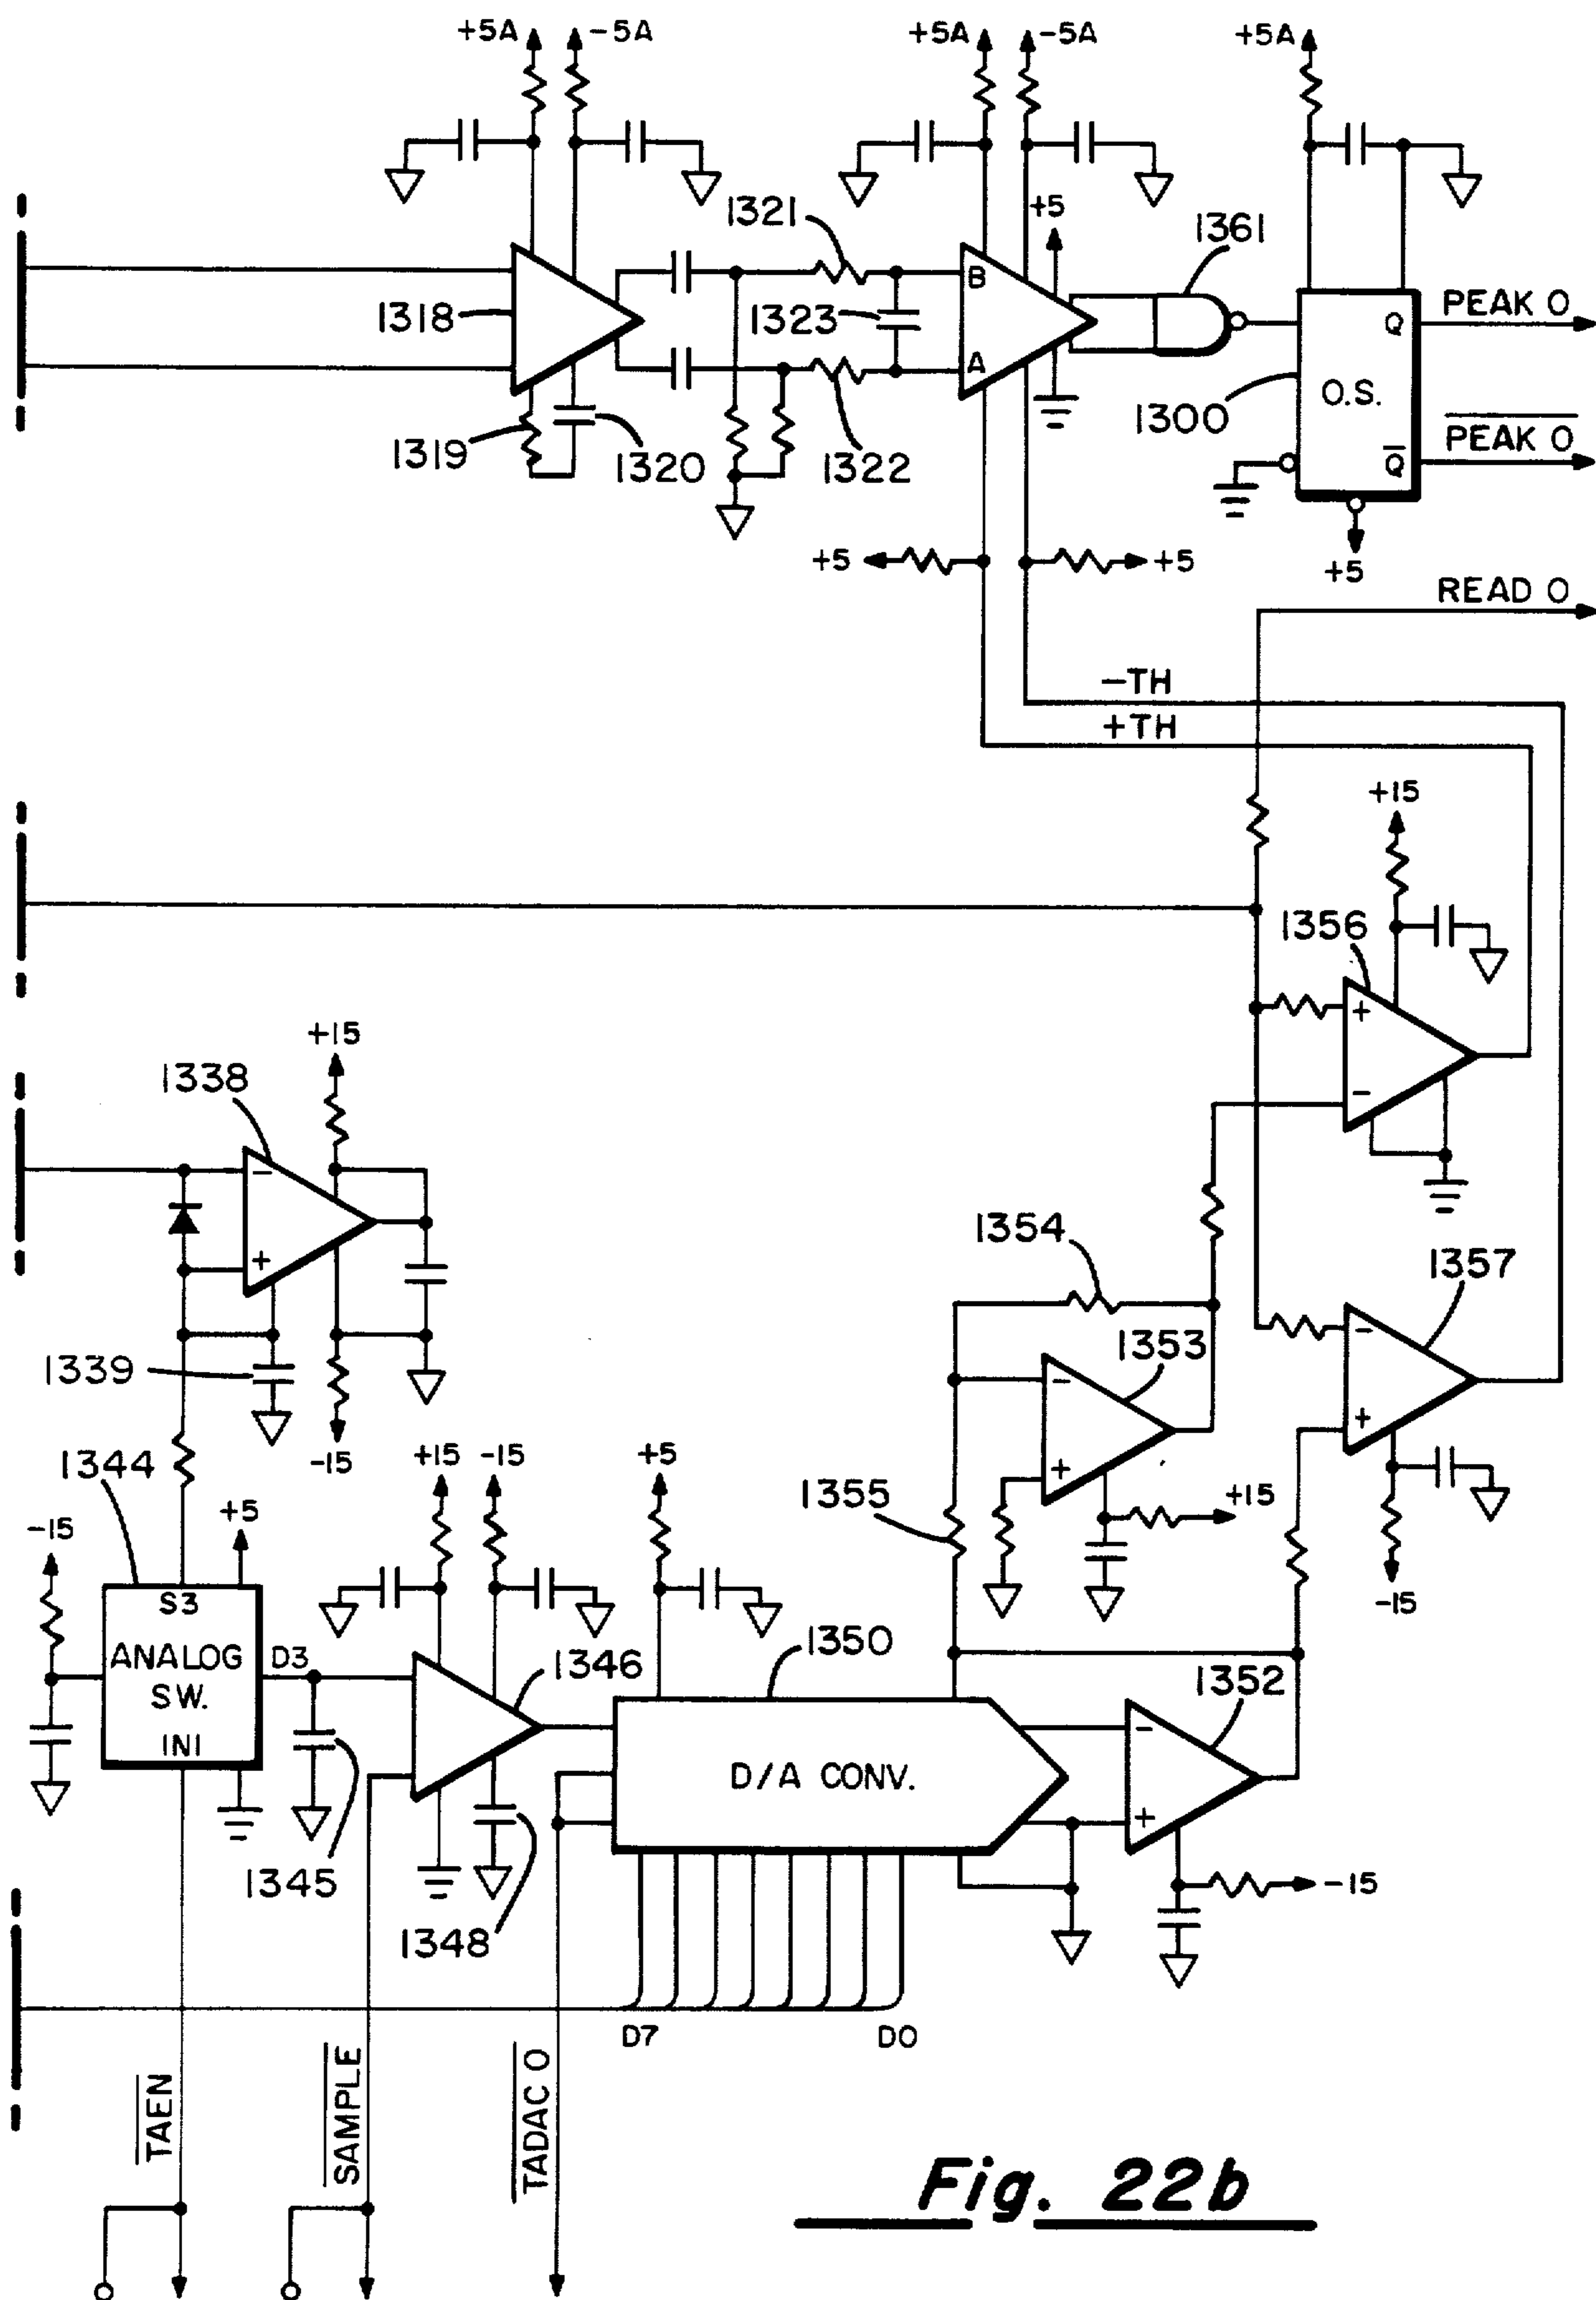 +5A -5A +5A -5A +5A
1321
+5
1361
B
1318
1323
Q
PEAK 0
A
O.S.
1300
1319
1320
1322
Q
PEAK 0
+5 +5
+5
READ 0
-TH
+TH
+15
1356
+
-
+15
1338
-
+
1354
1357
1339
1353
-
-
+
+
-15
1344
+15 -15
+5
1355
+15
-15
+5
-15
S3
ANALOG
SW.
D3
IN1
1346
1350
1352
-
D/A CONV.
+
1345
1348
-15
D7 D0
TAEN
SAMPLE
TADAC 0
Fig. 22b